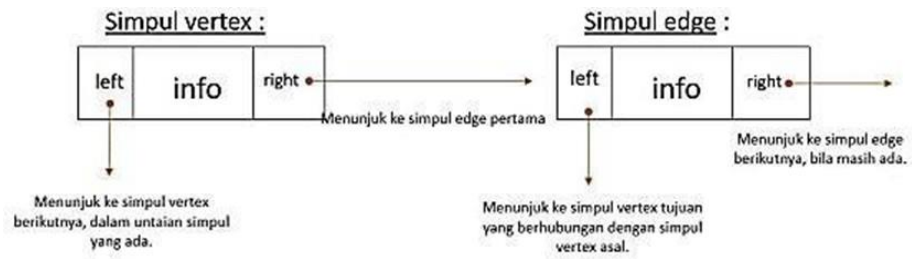 Simpul vertex :
left
info
right
Menunjuk ke simpul edge pertama
Menunjuk ke simpul vertex
berikutnya, dalam untaian simpul
yang ada.
Simpul edge :
left
info
right
Menunjuk ke simpul edge
berikutnya, bila masih ada.
Menunjuk ke simpul vertex tujuan
yang berhubungan dengan simpul
vertex asal.